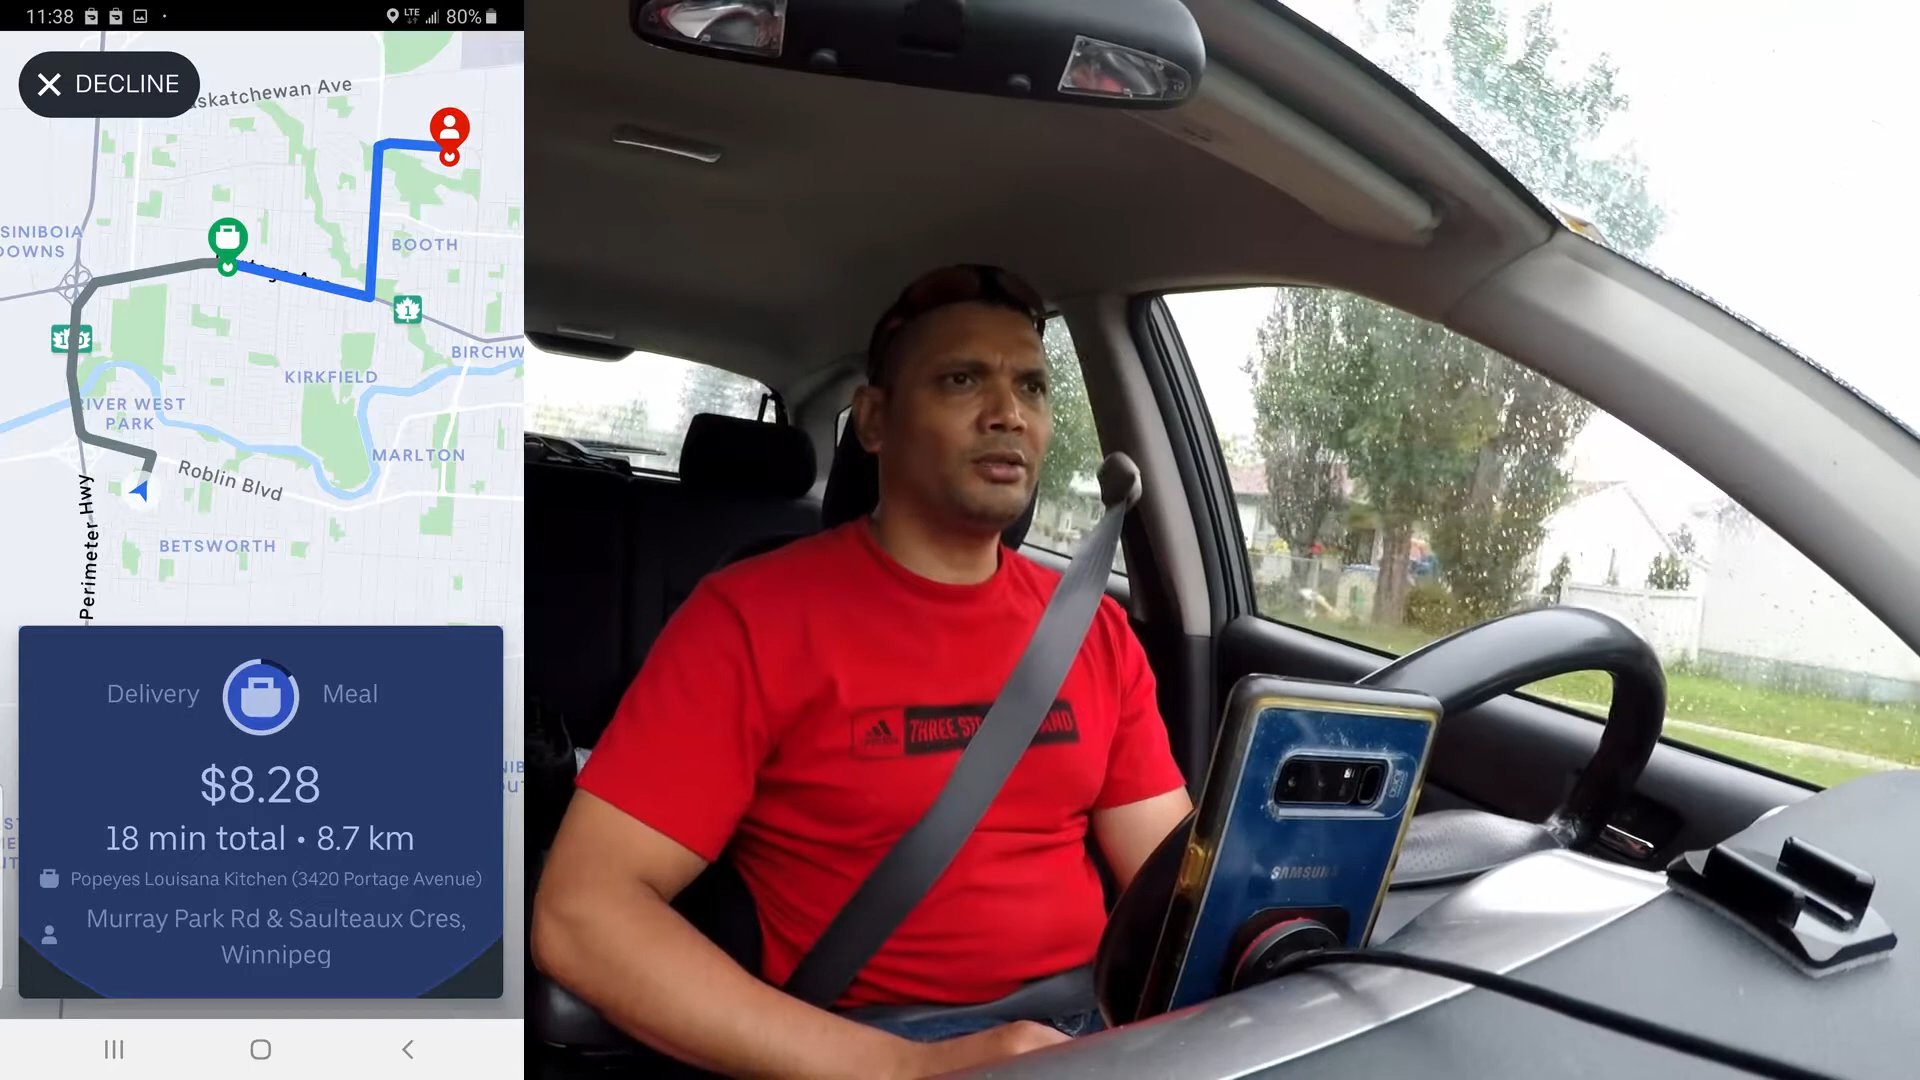 11:38
LTE
80%
DECLINE
skatchewan Ave
SINIBOIA
DOWNS
BOOTH
1
BIRCHW
KIRKFIELD
RIVER WEST
PARK
MARLTON
Roblin Blvd
Perimeter Hwy
BETSWORTH
Delivery
Meal
$8.28
18 min total • 8.7 km
Popeyes Louisana Kitchen (3420 Portage Avenue)
Murray Park Rd & Saulteaux Cres,
Winnipeg
THREE ST AND
SAMSUNG